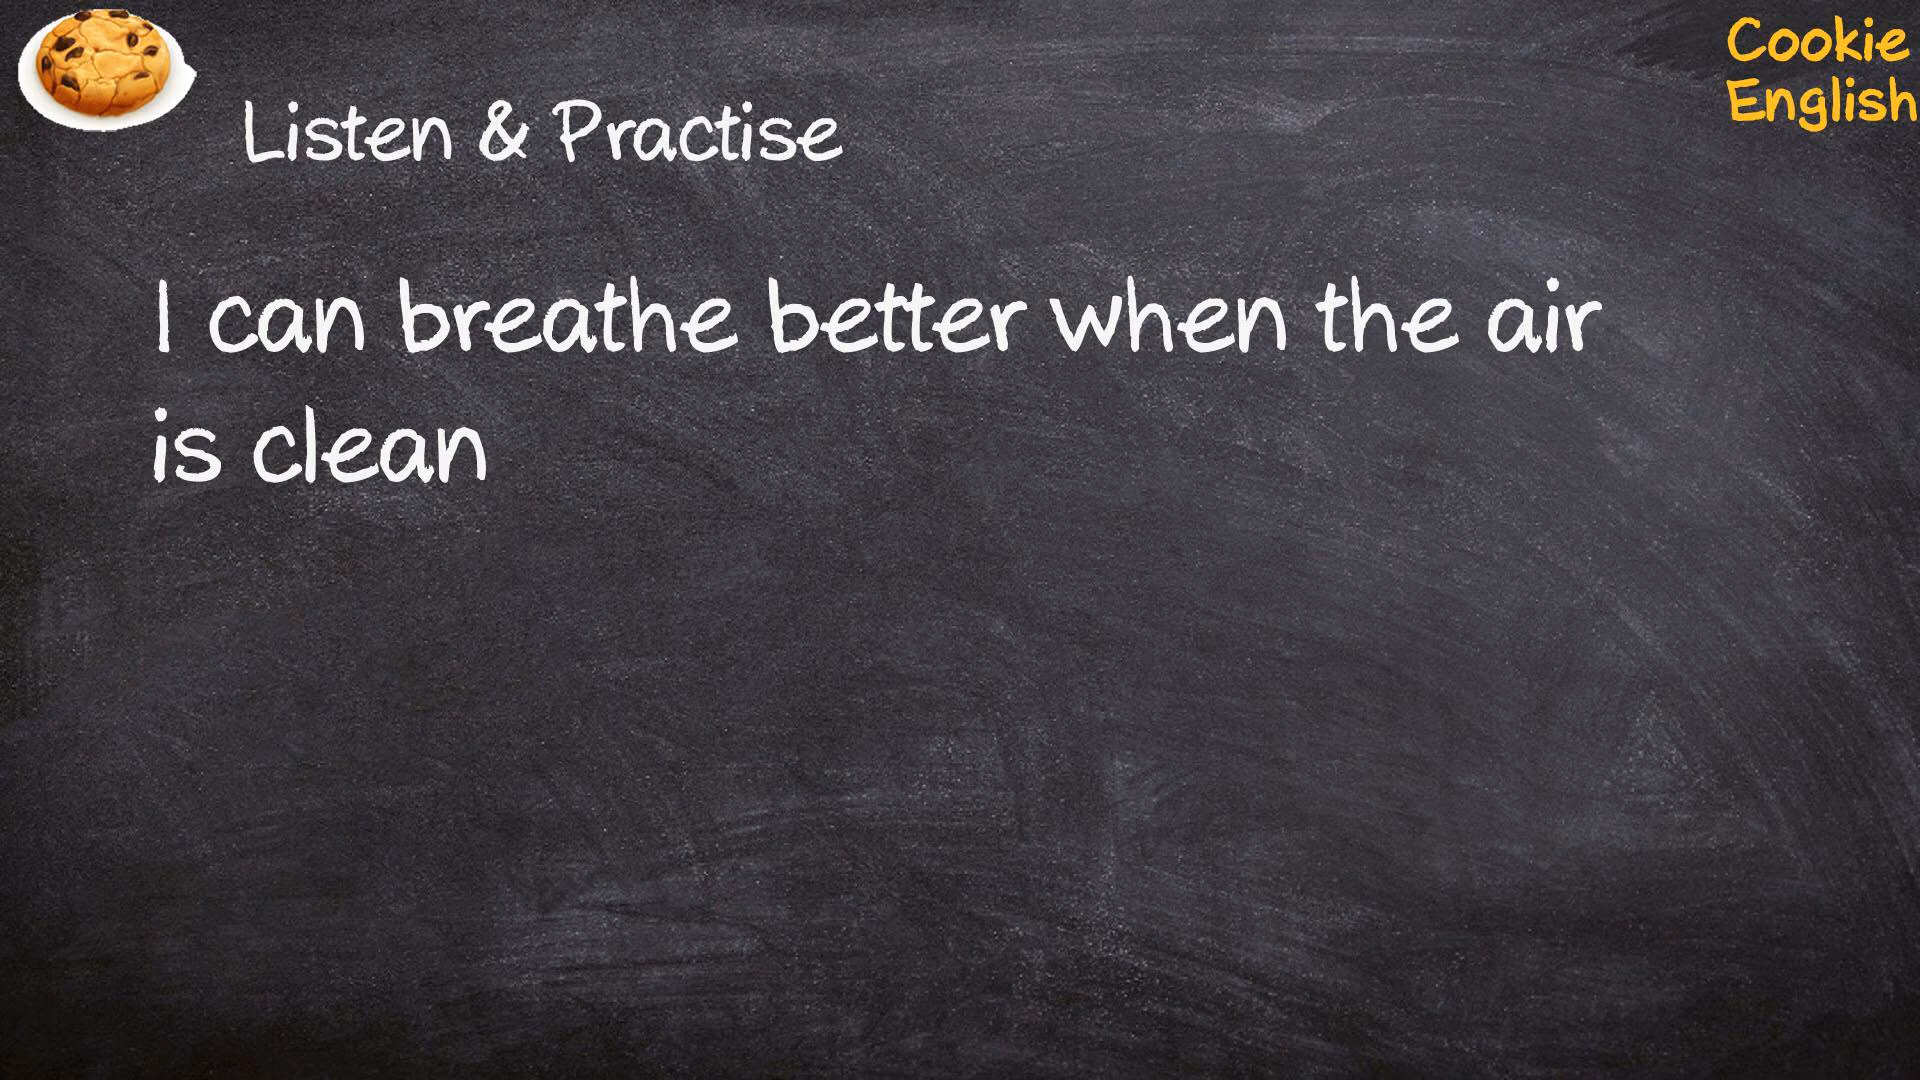 Cookie
English
Listen & Practise
I can breathe better when the air
is clean